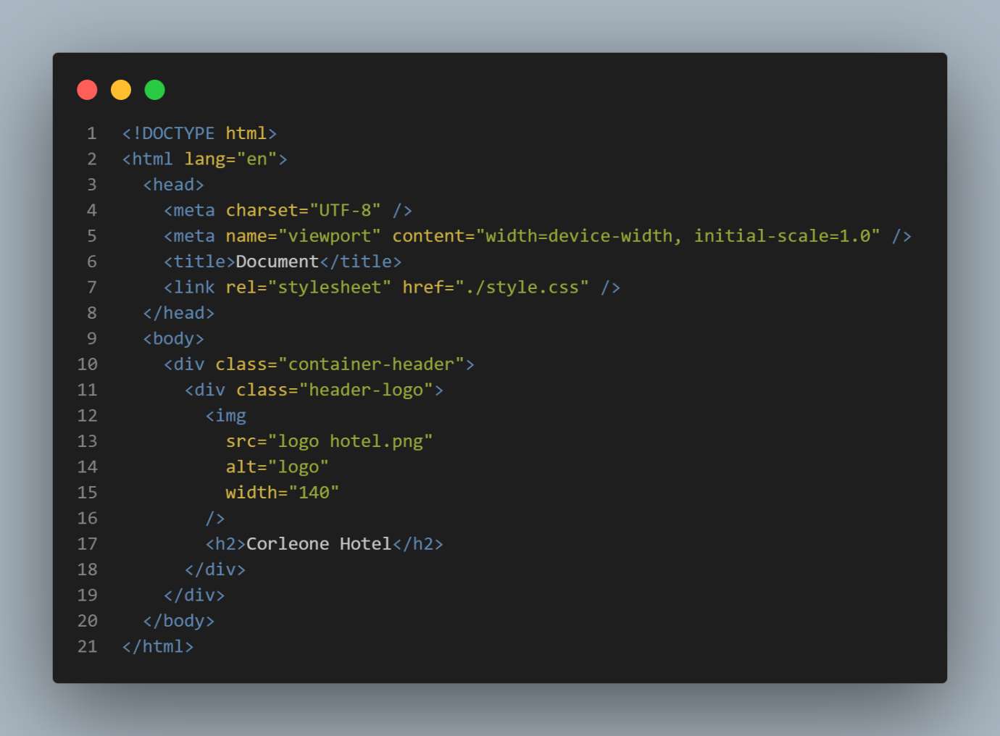 1 <!DOCTYPE html>
2 <html lang="en">
3   <head>
4     <meta charset="UTF-8" />
5     <meta name="viewport" content="width=device-width, initial-scale=1.0" />
6     <title>Document</title>
7     <link rel="stylesheet" href="./style.css" />
8   </head>
9   <body>
10     <div class="container-header">
11       <div class="header-logo">
12         <img
13           src="logo hotel.png"
14           alt="logo"
15           width="140"
16         />
17         <h2>Corleone Hotel</h2>
18       </div>
19     </div>
20   </body>
21 </html>